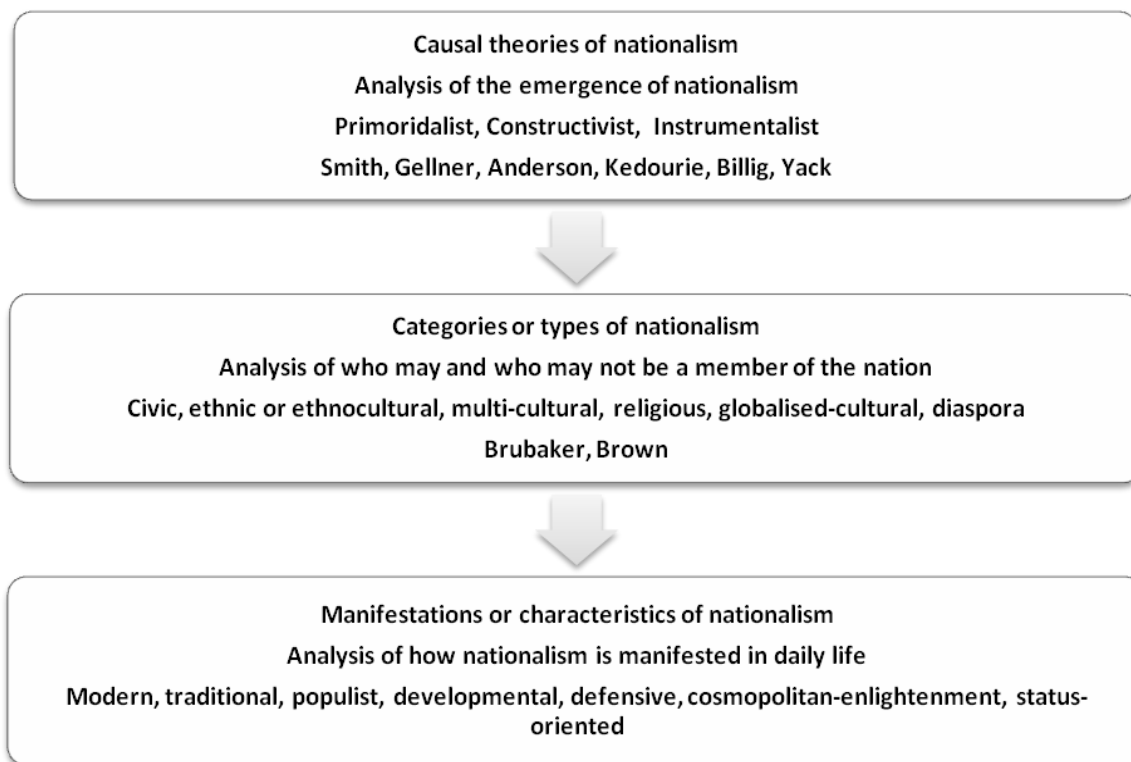 Causal theories of nationalism
Analysis of the emergence of nationalism
Primoridalist, Constructivist, Instrumentalist
Smith, Gellner, Anderson, Kedourie, Billig, Yack
Categories or types of nationalism
Analysis of who may and who may not be a member of the nation
Civic, ethnic or ethnocultural, multi-cultural, religious, globalised-cultural, diaspora
Brubaker, Brown
Manifestations or characteristics of nationalism
Analysis of how nationalism is manifested in daily life
Modern, traditional, populist, developmental, defensive, cosmopolitan-enlightenment, status-
oriented